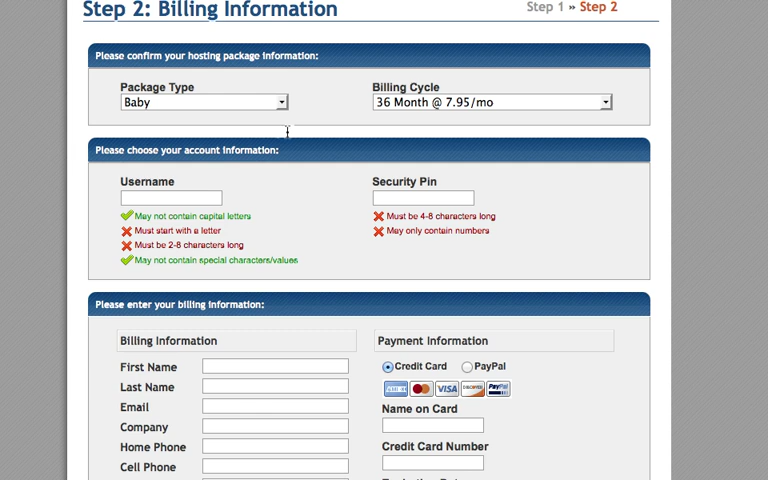 Step 2: Billing Information
Step 1 » Step 2
Please confirm your hosting package information:
Package Type
Billing Cycle
Baby
36 Month @ 7.95/mo
Please choose your account information:
Username
Security Pin
May not contain capital letters
Must be 4-8 characters long
Must start with a letter
May only contain numbers
Must be 2-8 characters long
May not contain special characters/values
Please enter your billing information:
Billing Information
Payment Information
First Name
Credit Card
PayPal
Last Name
VISA
DISCOVER
PayPal
Email
Name on Card
Company
Home Phone
Credit Card Number
Cell Phone